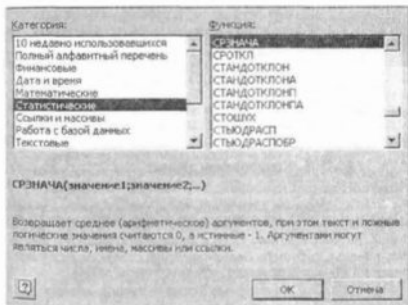 Категория:
10 недавно использовавшихся
Полный алфавитный перечень
Финансовые
Дата и время
Математические
Статистические
Ссылки и массивы
Работа с базой данных
Текстовые
Функция:
СРЗНАЧА
СРОТКЛ
СТАНДОТКЛОН
СТАНДОТКЛОНА
СТАНДОТКЛОНП
СТАНДОТКЛОНПА
СТОШYX
СТЬЮДРАСП
СТЬЮДРАСПОБР
СРЗНАЧА(значение1;значение2;...)
Возвращает среднее (арифметическое) аргументов, при этом текст и ложные
логические значения считаются 0, а истинные - 1. Аргументами могут
являться числа, имена, массивы или ссылки.
?
ОК
Отмена